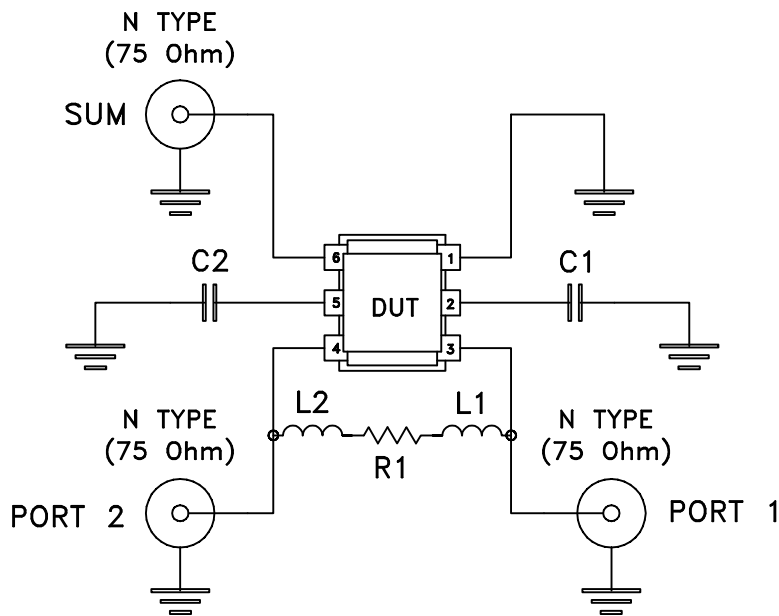 N TYPE
(75 Ohm)
SUM
6
1
C2
C1
5
DUT
2
4
3
L2
L1
N TYPE
(75 Ohm)
R1
N TYPE
(75 Ohm)
PORT 2
PORT 1